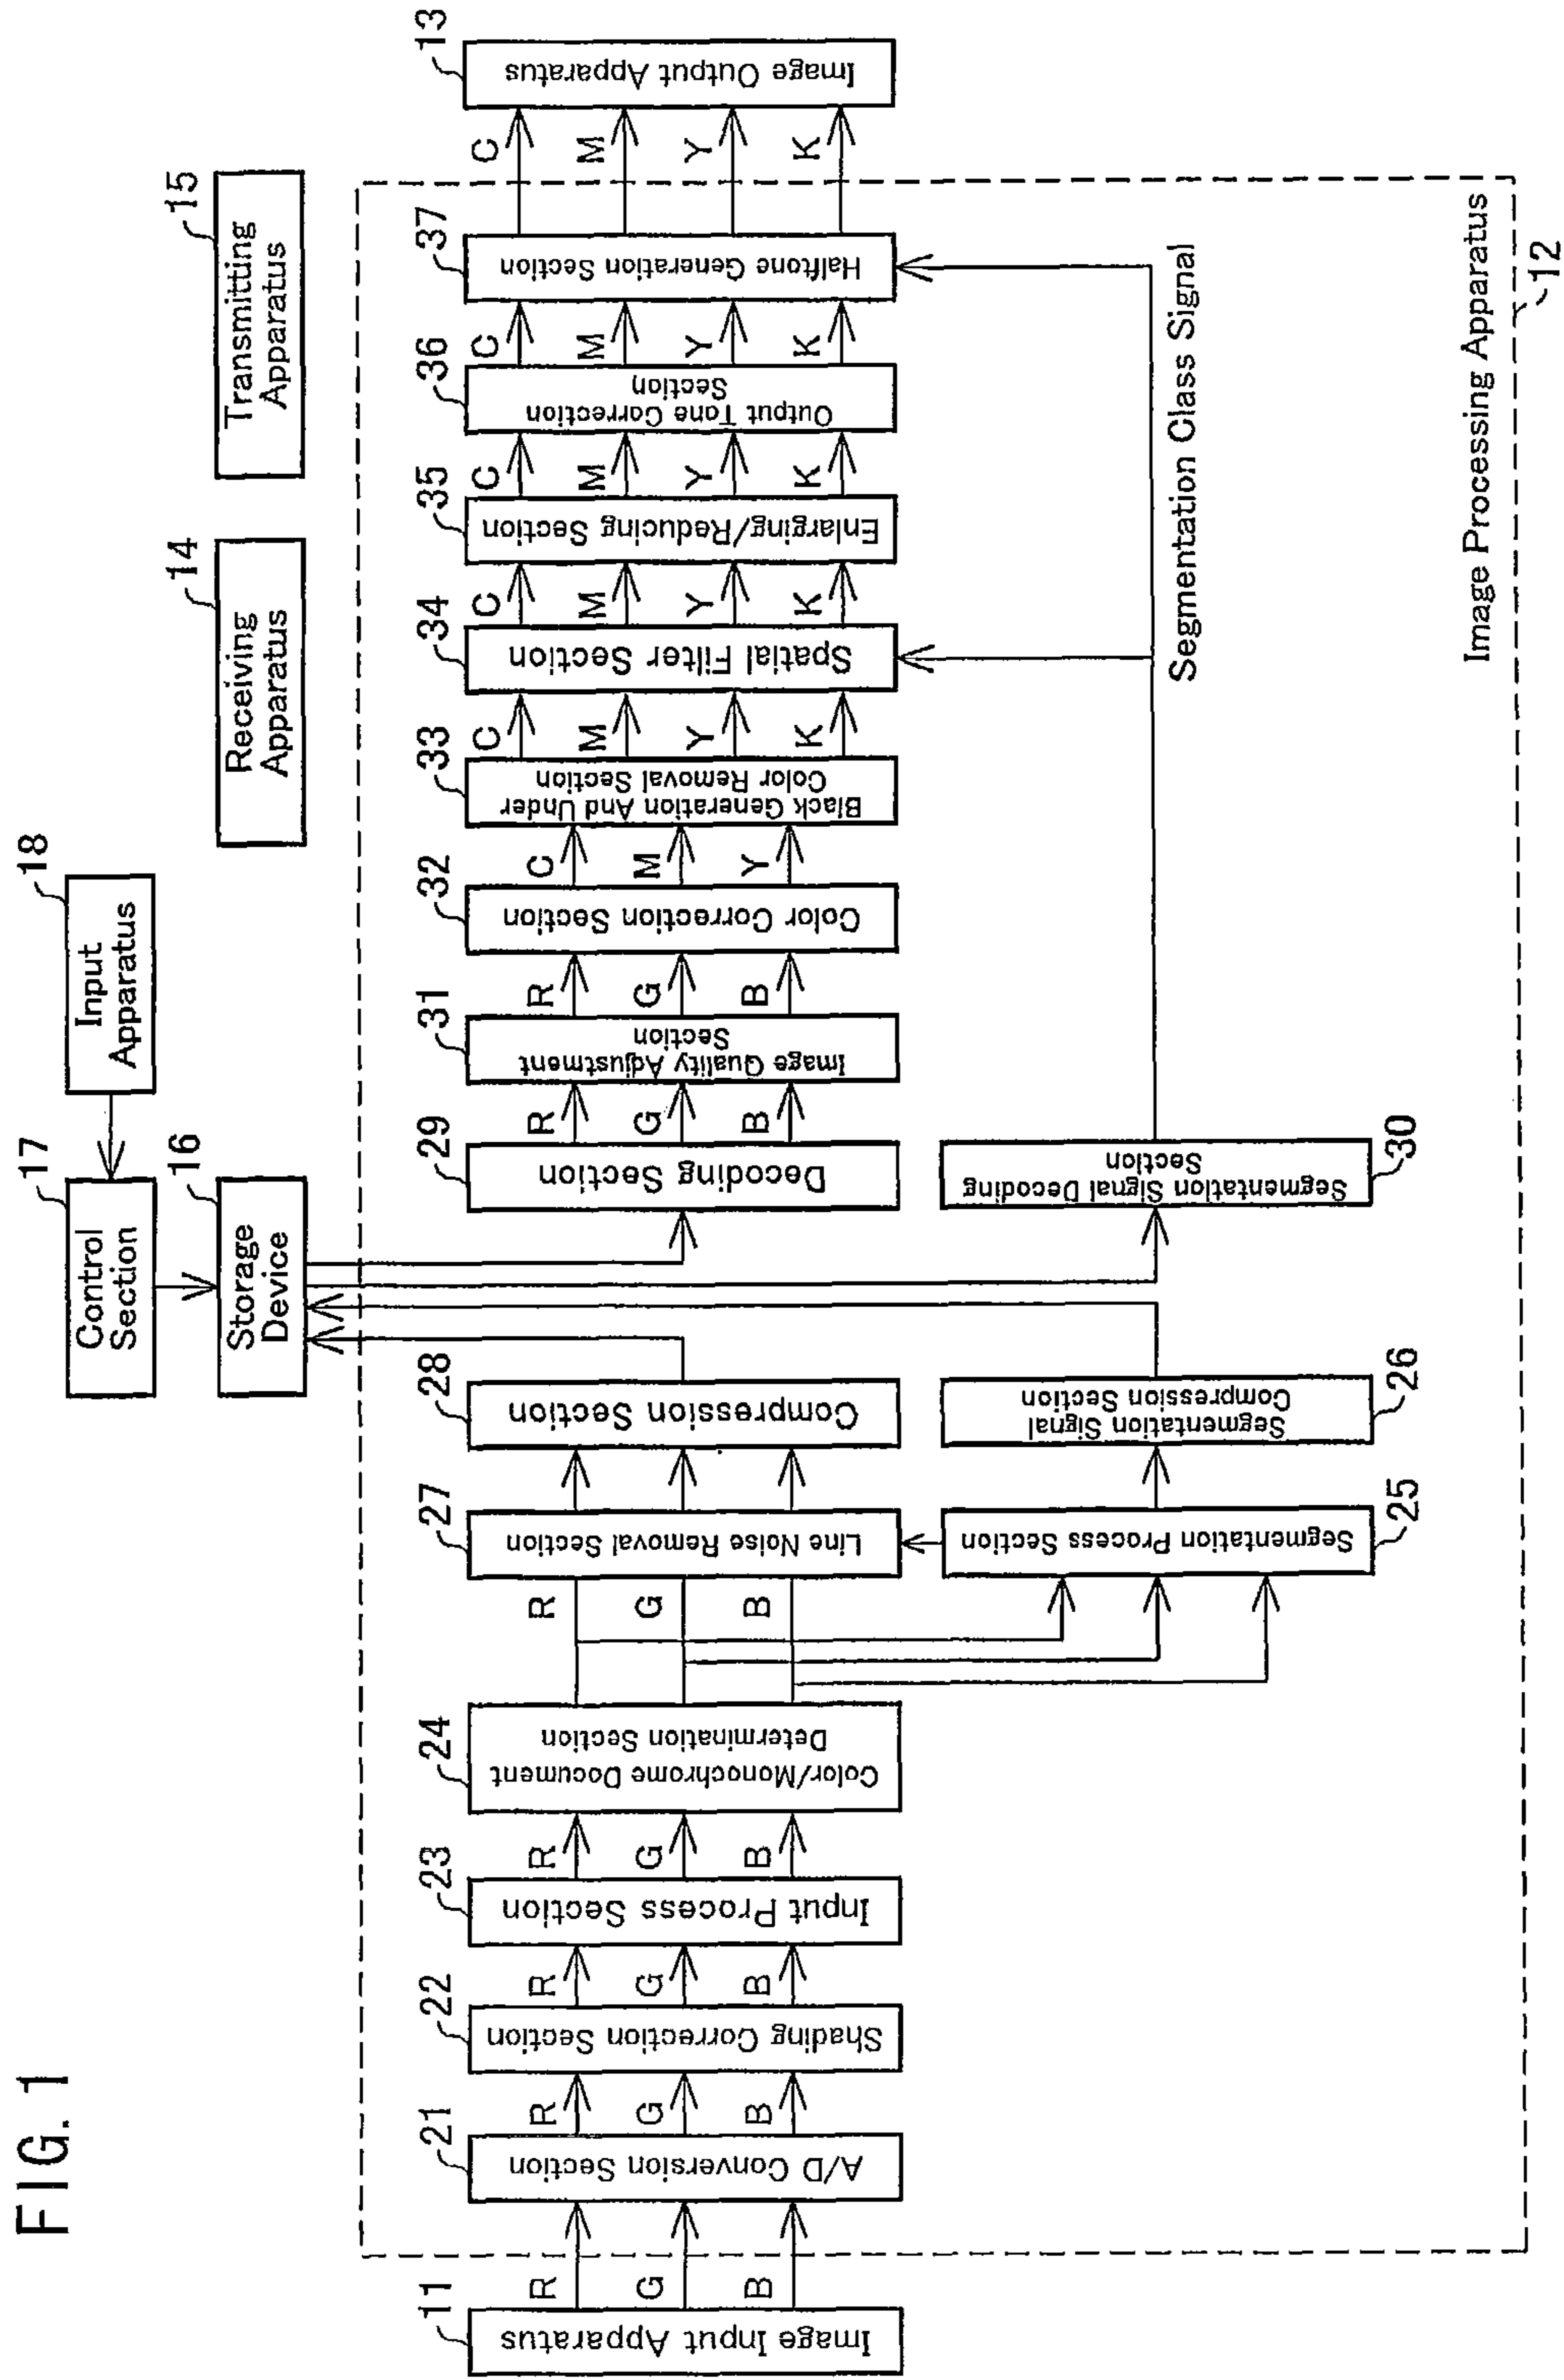 FIG. 1
18
Input
Apparatus
17
Control
Section
16
Storage
Device
14
Receiving
Apparatus
15
Transmitting
Apparatus
11
Image Input Apparatus
R
G
B
21
A/D Conversion Section
R
G
B
22
Shading Correction Section
R
G
B
23
Input Process Section
R
G
B
24
Color/Monochrome Document
Determination Section
R
G
B
27
Line Noise Removal Section
28
Compression Section
25
Segmentation Process Section
26
Segmentation Signal
Compression Section
29
Decoding Section
30
Segmentation Signal Decoding
Section
R
G
B
31
Image Quality Adjustment
Section
R
G
B
32
Color Correction Section
C
M
Y
33
Black Generation And Under
Color Removal Section
C
M
Y
K
34
Spatial Filter Section
C
M
Y
K
35
Enlarging/Reducing Section
C
M
Y
K
36
Output Tane Correction
Section
C
M
Y
K
37
Halftone Generation Section
C
M
Y
K
13
Image Output Apparatus
Segmentation Class Signal
Image Processing Apparatus
12